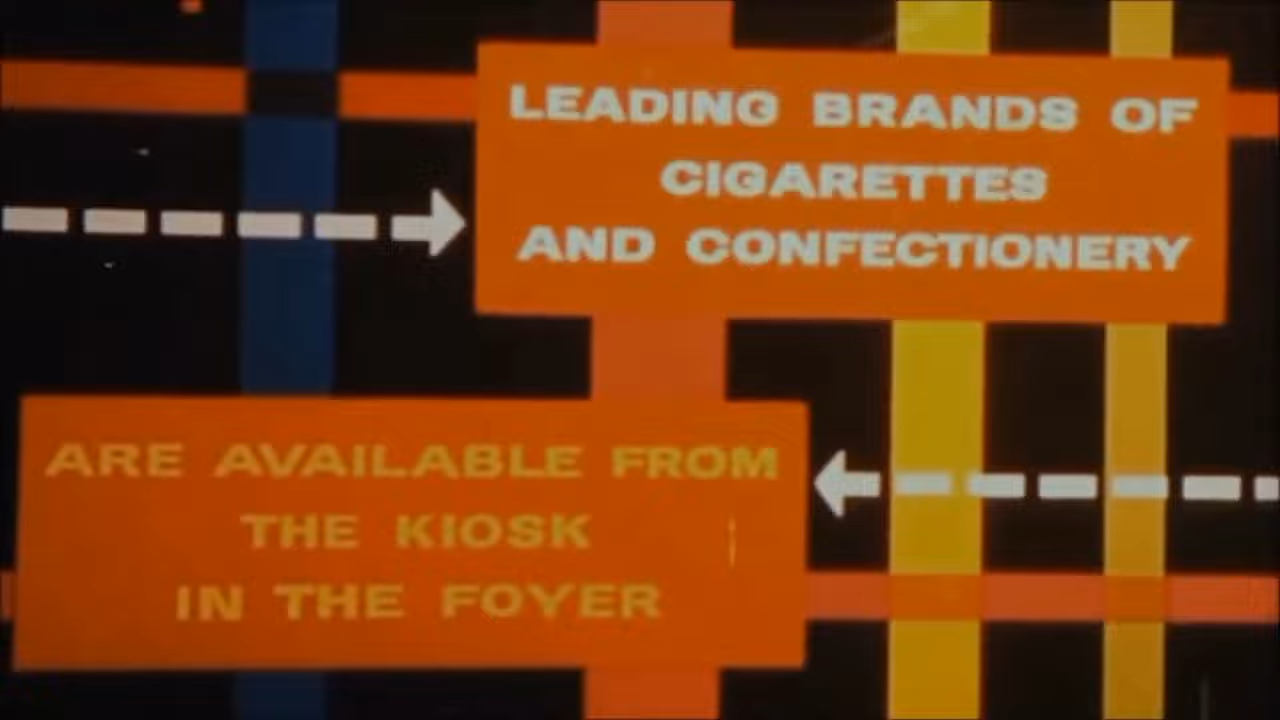 LEADING BRANDS OF
CIGARETTES
AND CONFECTIONERY
ARE AVAILABLE FROM
THE KIOSK
IN THE FOYER